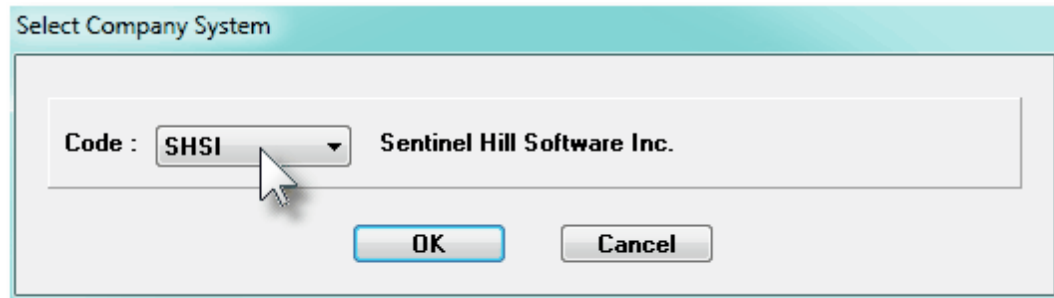 Select Company System
Code : SHSI Sentinel Hill Software Inc.
OK Cancel